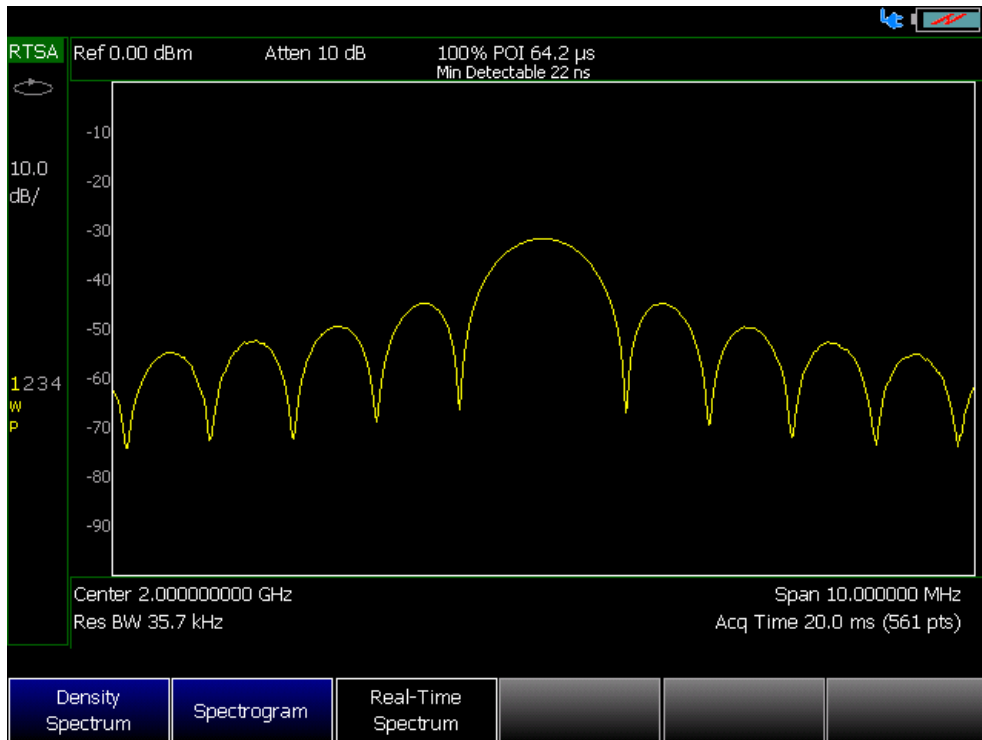 RTSA Ref 0.00 dBm Atten 10 dB 100% POI 64.2 µs
Min Detectable 22 ns
-10
10.0
dB/
-20
-30
-40
-50
-60
1234
W
P
-70
-80
-90
Center 2.000000000 GHz Span 10.000000 MHz
Res BW 35.7 kHz Acq Time 20.0 ms (561 pts)
Density
Spectrum
Spectrogram
Real-Time
Spectrum